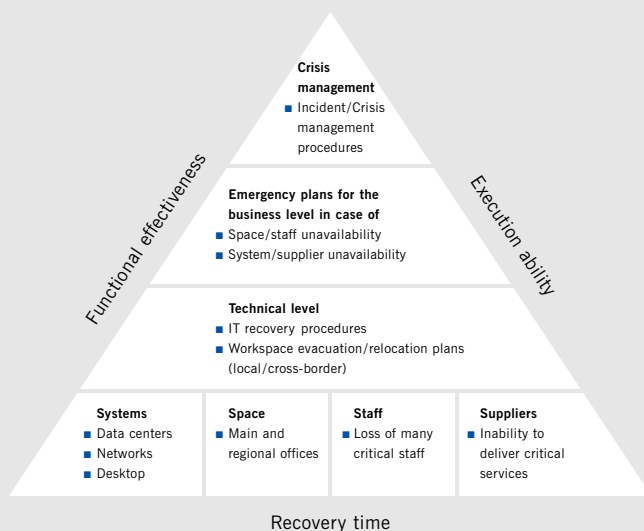 Crisis
management
Incident/Crisis
management
procedures
Functional effectiveness
Execution ability
Emergency plans for the
business level in case of
Space/staff unavailability
System/supplier unavailability
Technical level
IT recovery procedures
Workspace evacuation/relocation plans
(local/cross-border)
Systems
Data centers
Networks
Desktop
Space
Main and
regional offices
Staff
Loss of many
critical staff
Suppliers
Inability to
deliver critical
services
Recovery time